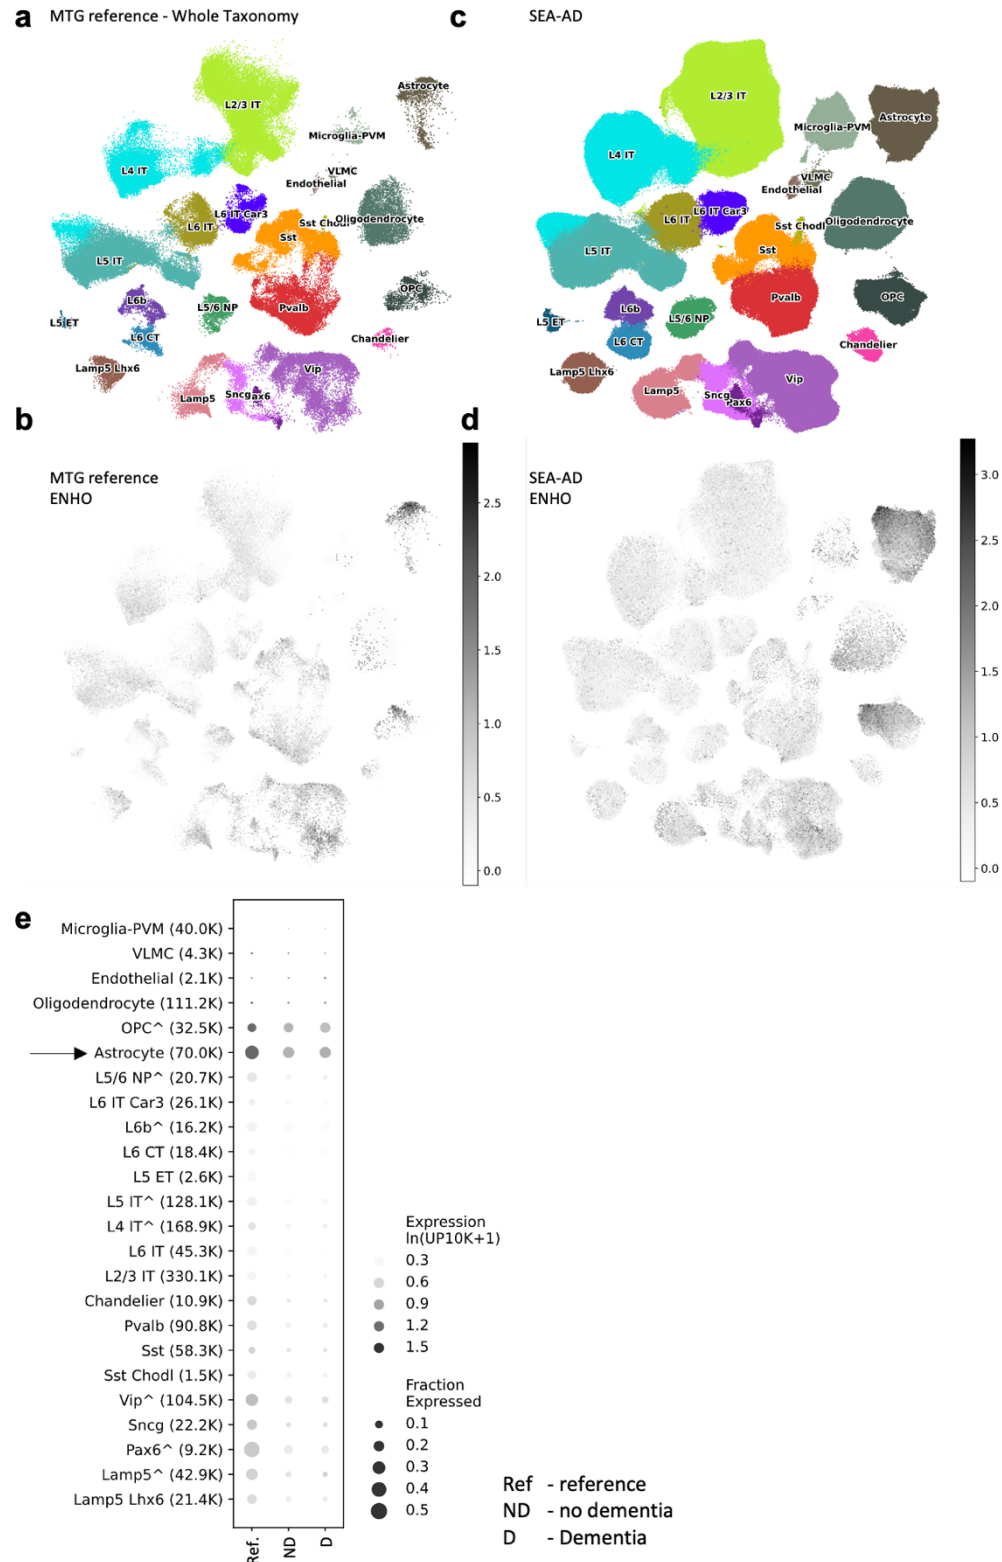 a MTG reference - Whole Taxonomy
L2/3 IT
Astrocyte
Microglia-PVM
L4 IT
VLMC
Endothelial
L6 IT Car3
L6 IT
Sst Chodl
Oligodendrocyte
Sst
L5 IT
OPC
L6b
L5/6 NP
Pvalb
L5 ET
L6 CT
Chandelier
Lamp5 Lhx6
Vip
Lamp5
Sncg
ax6
c SEA-AD
L2/3 IT
Astrocyte
Microglia-PVM
L4 IT
VLMC
Endothelial
L6 IT Car3
L6 IT
Sst Chodl
Oligodendrocyte
Sst
L5 IT
OPC
Pvalb
L6b
L5/6 NP
L5 ET
L6 CT
Chandelier
Lamp5 Lhx6
Vip
Lamp5
Sncg
Pax6
b
MTG reference
ENHO
2.5
2.0
1.5
1.0
0.5
0.0
d
SEA-AD
ENHO
3.0
2.5
2.0
1.5
1.0
0.5
0.0
e
Microglia-PVM (40.0K)
VLMC (4.3K)
Endothelial (2.1K)
Oligodendrocyte (111.2K)
OPC^ (32.5K)
Astrocyte (70.0K)
L5/6 NP^ (20.7K)
L6 IT Car3 (26.1K)
L6b^ (16.2K)
L6 CT (18.4K)
L5 ET (2.6K)
L5 IT^ (128.1K)
L4 IT^ (168.9K)
L6 IT (45.3K)
L2/3 IT (330.1K)
Chandelier (10.9K)
Pvalb (90.8K)
Sst (58.3K)
Sst Chodl (1.5K)
Vip^ (104.5K)
Sncg (22.2K)
Pax6^ (9.2K)
Lamp5^ (42.9K)
Lamp5 Lhx6 (21.4K)
Ref.
ND
D
Expression
ln(UP10K+1)
0.3
0.6
0.9
1.2
1.5
Fraction
Expressed
0.1
0.2
0.3
0.4
0.5
Ref - reference
ND - no dementia
D - Dementia